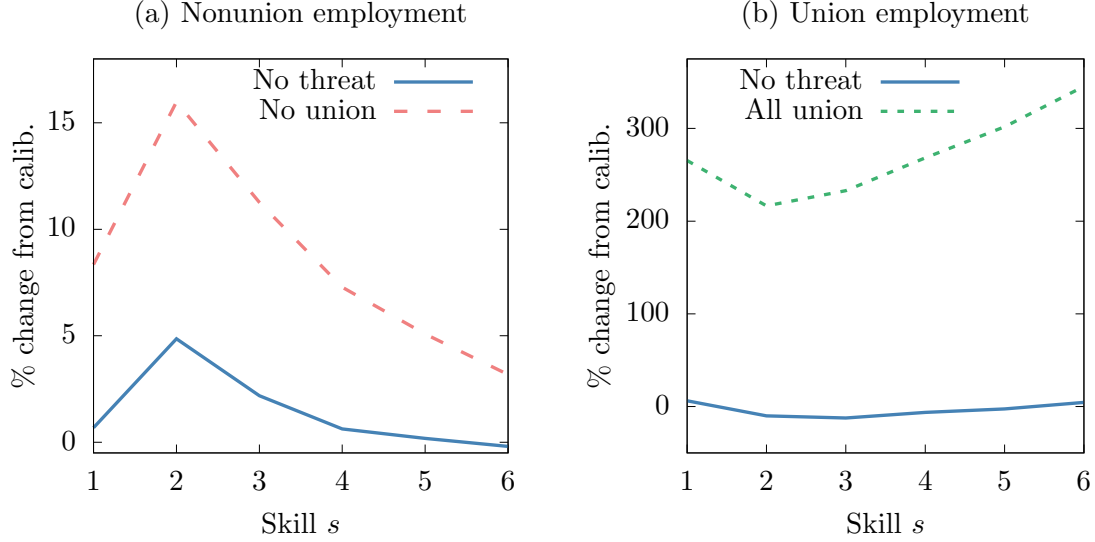 (a) Nonunion employment
% change from calib.
No threat
No union
15
10
5
0
1 2 3 4 5 6
Skill s
(b) Union employment
% change from calib.
No threat
All union
300
200
100
0
1 2 3 4 5 6
Skill s